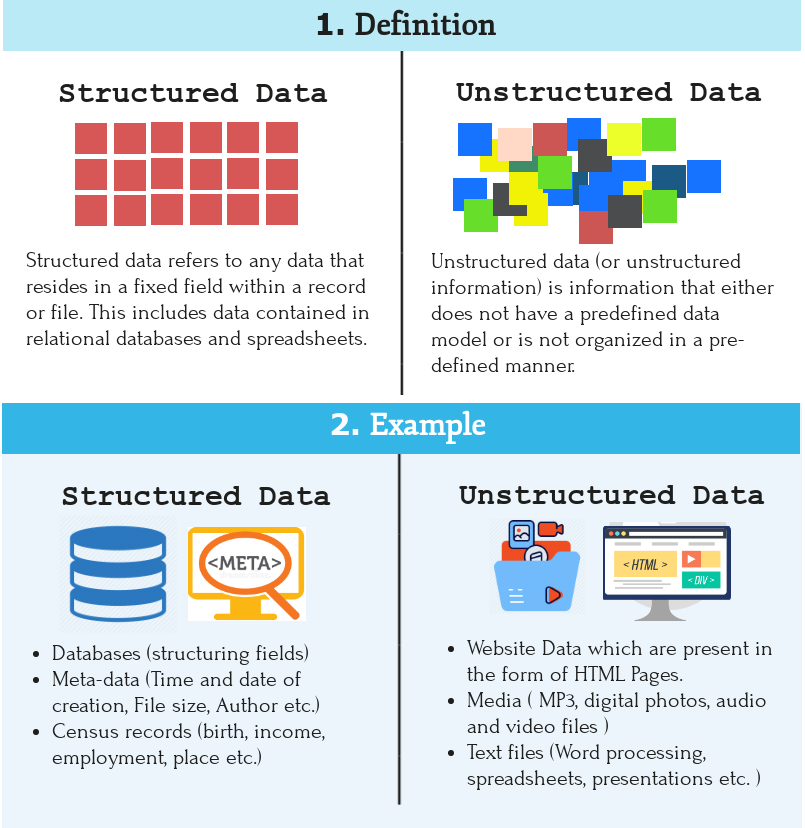 1. Definition
Structured Data
Structured data refers to any data that
resides in a fixed field within a record
or file. This includes data contained in
relational databases and spreadsheets.
Unstructured Data
Unstructured data (or unstructured
information) is information that either
does not have a predefined data
model or is not organized in a pre-
defined manner.
2. Example
Structured Data
<META>
• Databases (structuring fields)
• Meta-data (Time and date of
creation, File size, Author etc.)
• Census records (birth, income,
employment, place etc.)
Unstructured Data
< HTML >
< DIV >
• Website Data which are present in
the form of HTML Pages.
• Media ( MP3, digital photos, audio
and video files )
• Text files (Word processing,
spreadsheets, presentations etc. )